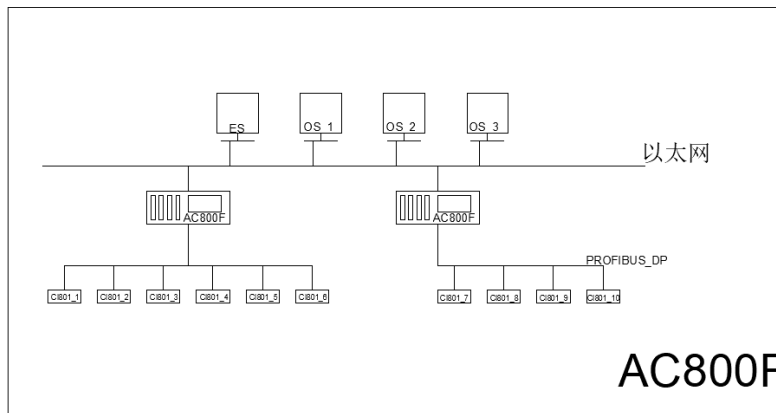 ES
OS_1
OS_2
OS_3
以太网
AC800F
AC800F
PROFIBUS_DP
CI801_1
CI801_2
CI801_3
CI801_4
CI801_5
CI801_6
CI801_7
CI801_8
CI801_9
CI801_10
AC800F